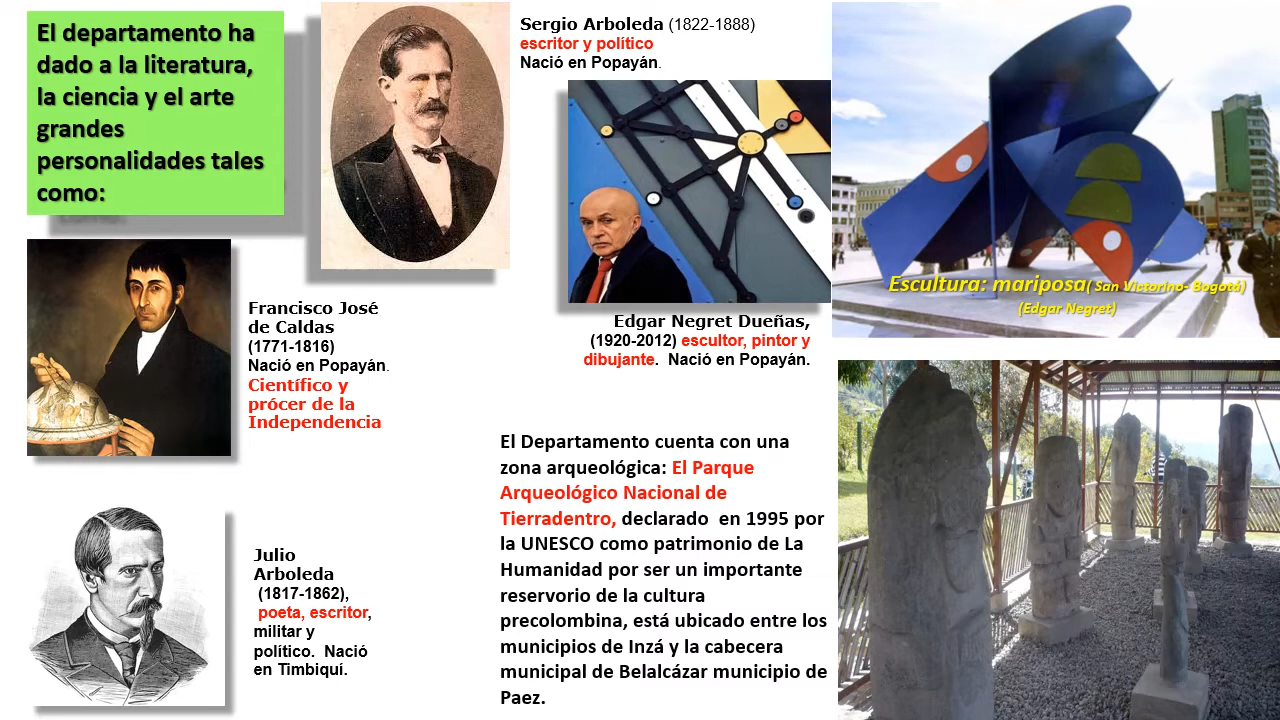 El departamento ha
dado a la literatura,
la ciencia y el arte
grandes
personalidades tales
como:
Sergio Arboleda (1822-1888)
escritor y político
Nació en Popayán.
Escultura: mariposa( San Victorino- Bogotá)
(Edgar Negret)
Francisco José
de Caldas
(1771-1816)
Nació en Popayán.
Científico y
prócer de la
Independencia
Edgar Negret Dueñas,
(1920-2012) escultor, pintor y
dibujante. Nació en Popayán.
Julio
Arboleda
(1817-1862),
poeta, escritor,
militar y
político. Nació
en Timbiquí.
El Departamento cuenta con una
zona arqueológica: El Parque
Arqueológico Nacional de
Tierradentro, declarado en 1995 por
la UNESCO como patrimonio de La
Humanidad por ser un importante
reservorio de la cultura
precolombina, está ubicado entre los
municipios de Inzá y la cabecera
municipal de Belalcázar municipio de
Paez.